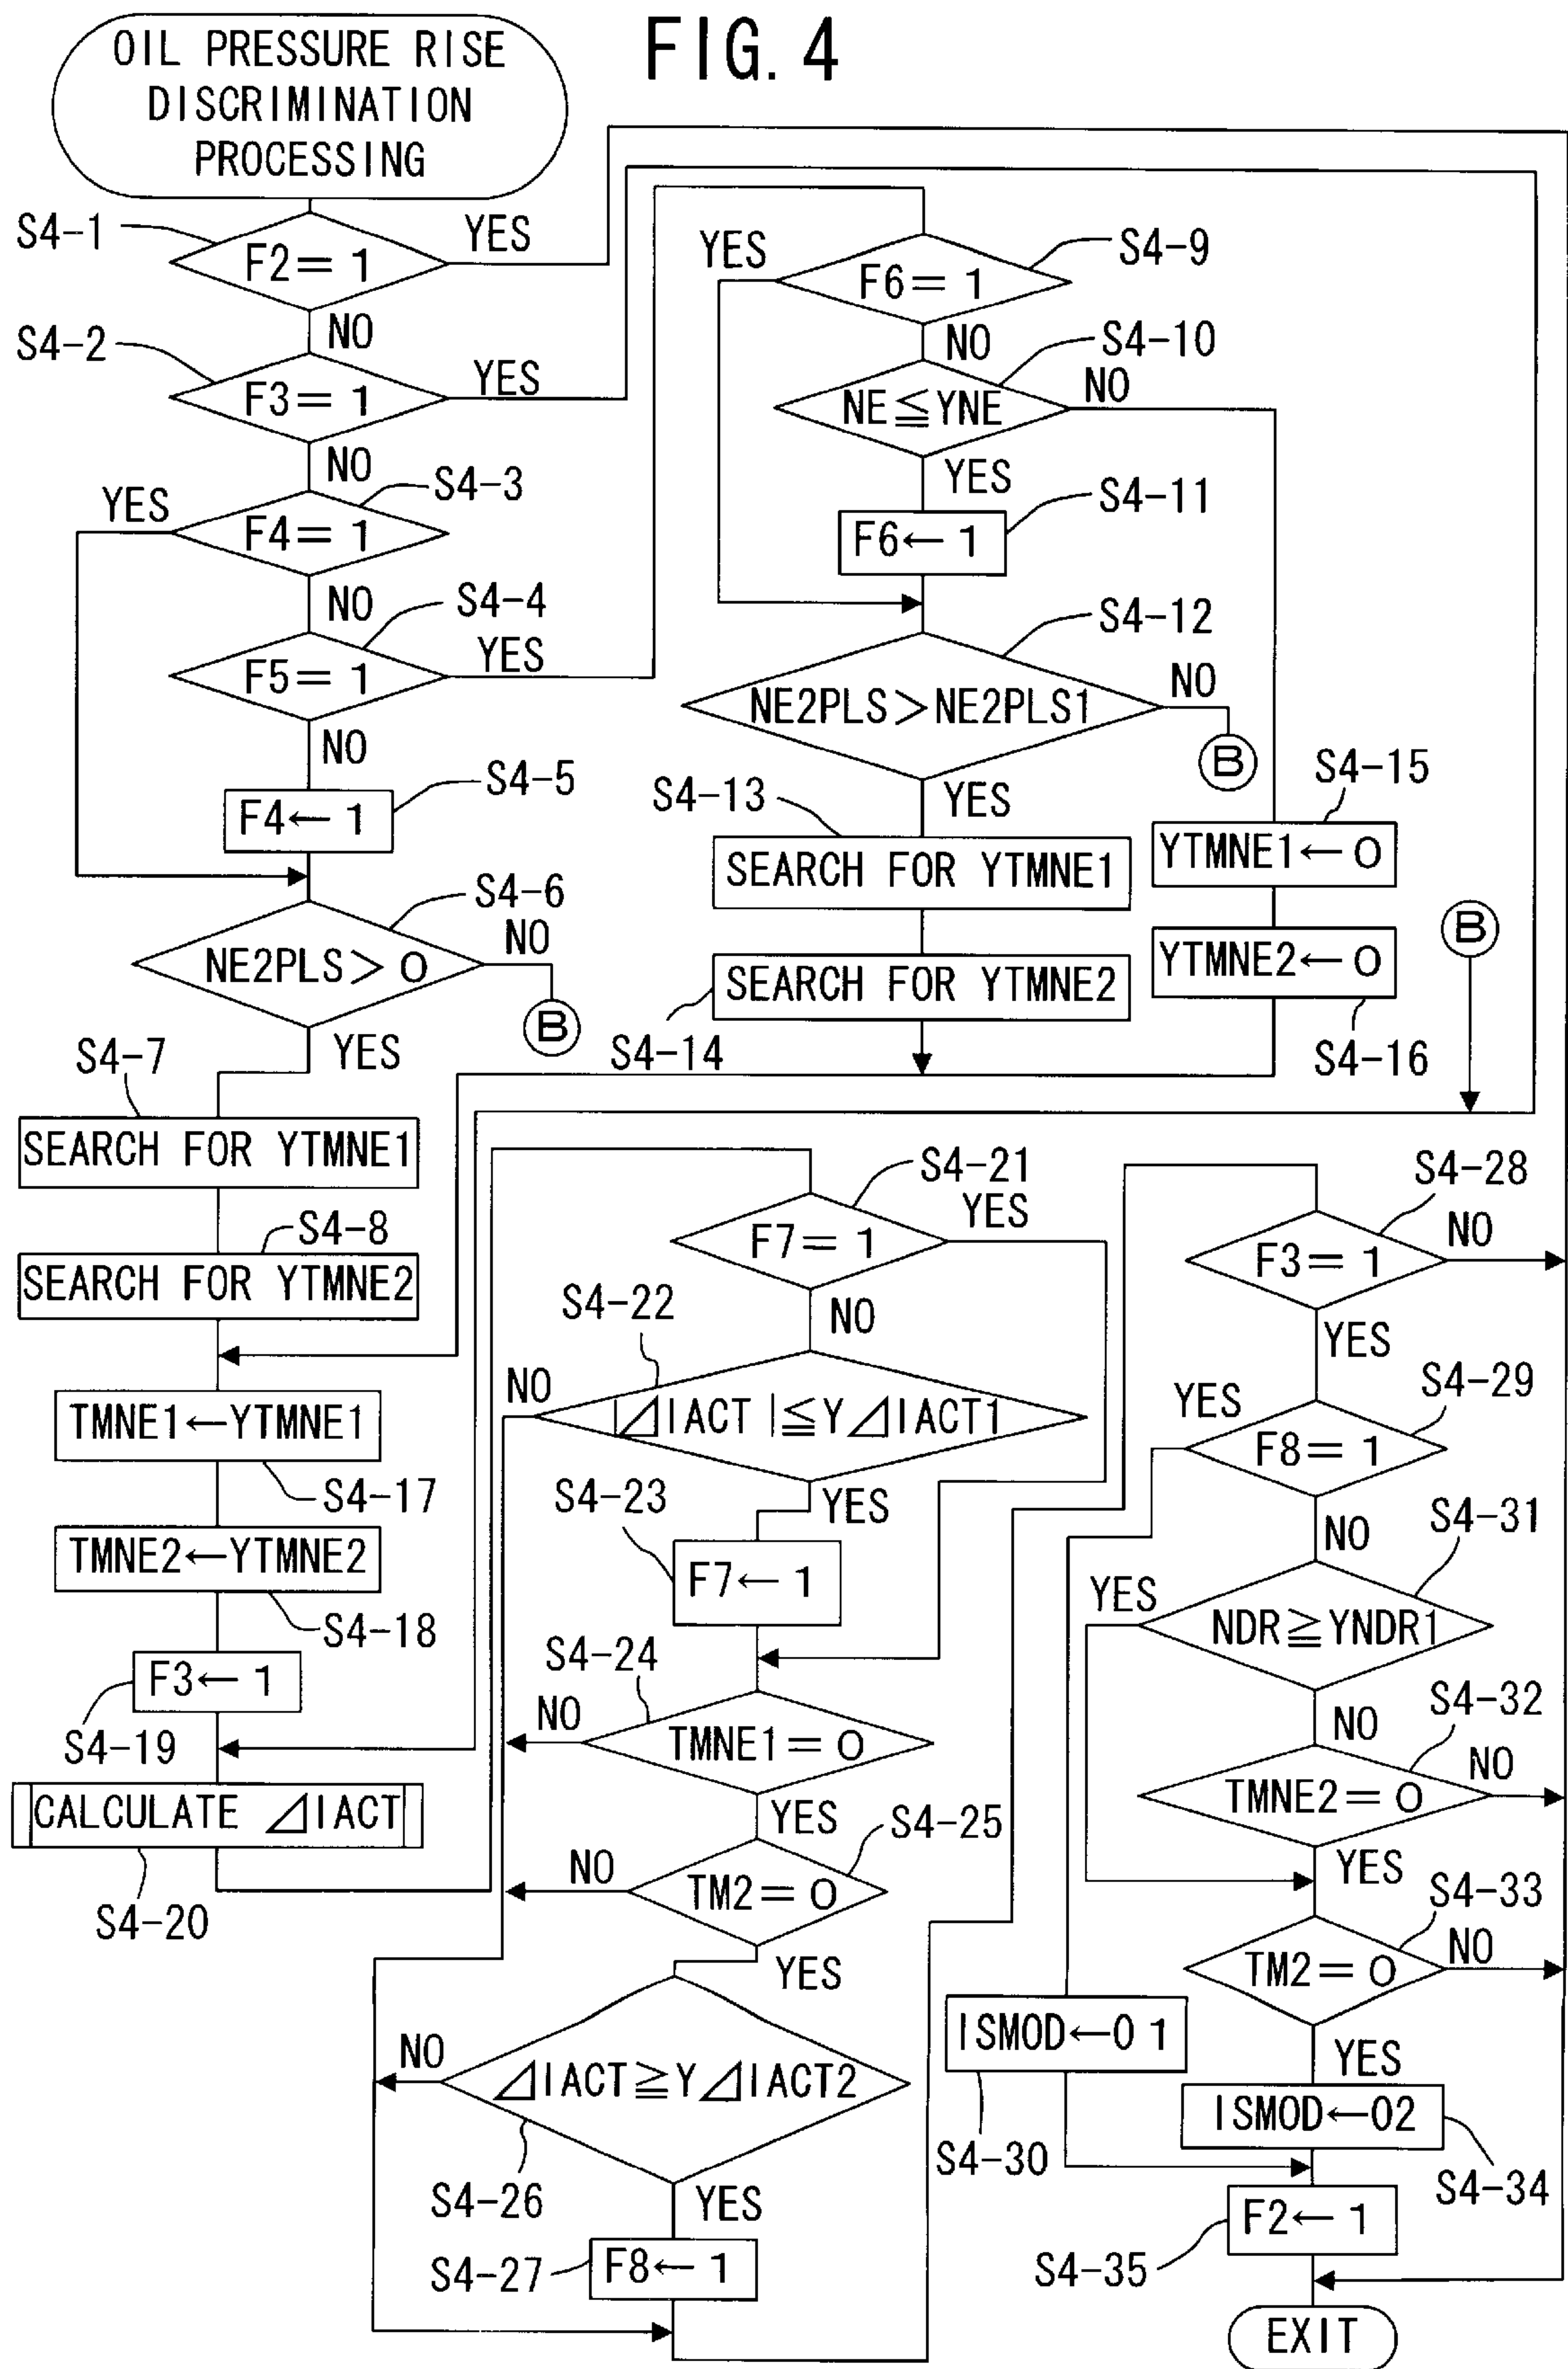 FIG. 4
OIL PRESSURE RISE
DISCRIMINATION
PROCESSING
S4-1
F2=1
YES
NO
S4-2
F3=1
YES
NO
S4-3
YES
F4=1
NO
S4-4
F5=1
YES
NO
S4-5
F4←1
S4-6
NE2PLS>0
NO
B
YES
S4-7
SEARCH FOR YTMNE1
S4-8
SEARCH FOR YTMNE2
S4-9
YES
F6=1
NO
S4-10
NE≦YNE
NO
YES
S4-11
F6←1
S4-12
NE2PLS>NE2PLS1
NO
B
YES
S4-13
SEARCH FOR YTMNE1
SEARCH FOR YTMNE2
S4-14
S4-15
YTMNE1←0
YTMNE2←0
S4-16
B
TMNE1←YTMNE1
S4-17
TMNE2←YTMNE2
S4-18
F3←1
S4-19
CALCULATE ⊿IACT
S4-20
S4-21
F7=1
YES
NO
S4-22
NO
|⊿IACT|≦Y⊿IACT1
YES
S4-23
F7←1
S4-24
NO
TMNE1=0
YES
S4-25
NO
TM2=0
YES
NO
⊿IACT≧Y⊿IACT2
S4-26
YES
S4-27
F8←1
S4-28
F3=1
NO
YES
S4-29
YES
F8=1
NO
S4-31
YES
NDR≧YNDR1
NO
S4-32
TMNE2=0
NO
YES
S4-33
TM2=0
NO
YES
ISMOD←01
S4-30
ISMOD←02
S4-34
F2←1
S4-35
EXIT